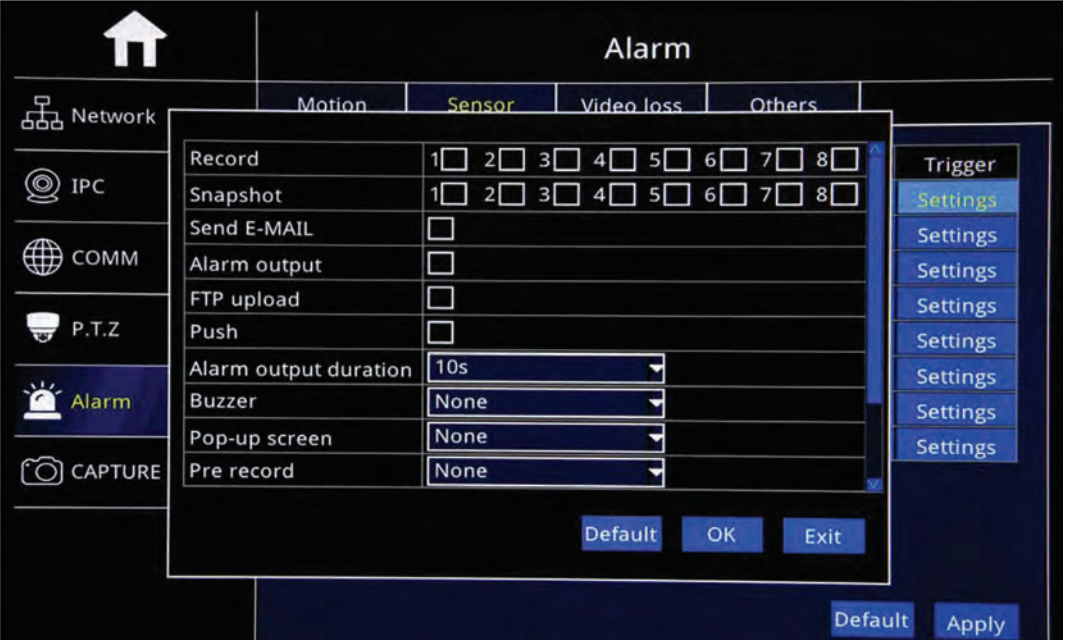 Alarm
Motion Sensor Video loss Others
Network
IPC
COMM
P.T.Z
Alarm
CAPTURE
Record 1 2 3 4 5 6 7 8
Snapshot 1 2 3 4 5 6 7 8
Send E-MAIL
Alarm output
FTP upload
Push
Alarm output duration 10s
Buzzer None
Pop-up screen None
Pre record None
Default OK Exit
Trigger
Settings
Settings
Settings
Settings
Settings
Settings
Settings
Settings
Default Apply